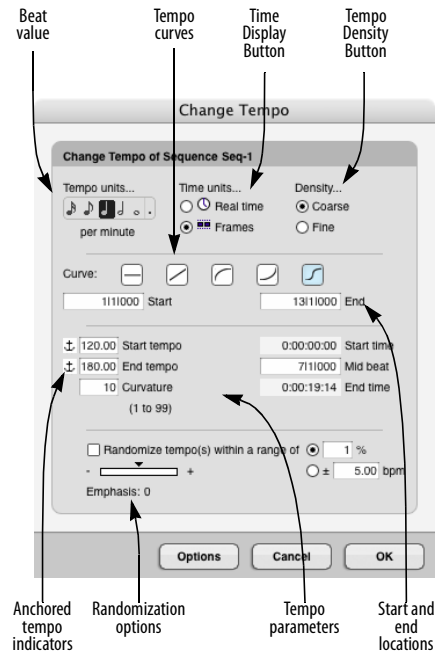 Beat value
Tempo curves
Time Display Button
Tempo Density Button
Change Tempo
Change Tempo of Sequence Seq-1
Tempo units...
Time units...
Density...
Real time
Coarse
per minute
Frames
Fine
Curve:
1|1|000 Start
13|1|000 End
120.00 Start tempo
0:00:00:00 Start time
180.00 End tempo
7|1|000 Mid beat
10 Curvature
0:00:19:14 End time
(1 to 99)
Randomize tempo(s) within a range of 1 %
- +
± 5.00 bpm
Emphasis: 0
Options
Cancel
OK
Anchored tempo indicators
Randomization options
Tempo parameters
Start and end locations